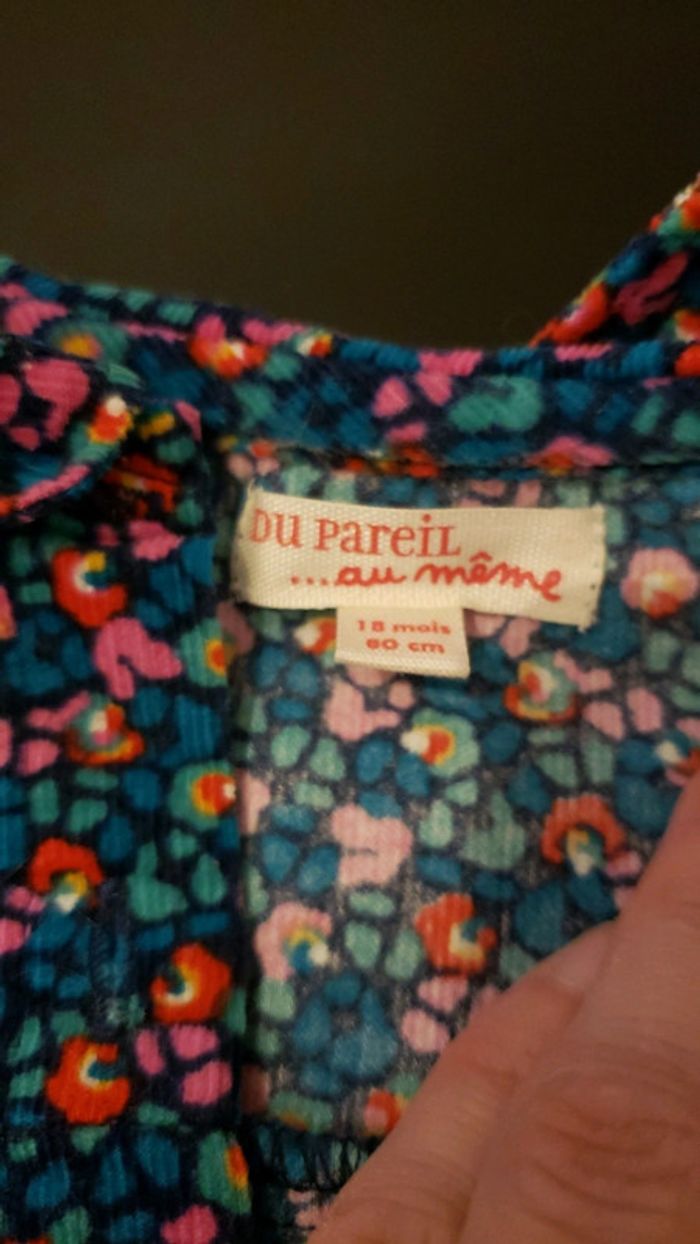 DU PAREIL
...au même
18 mois
80 cm